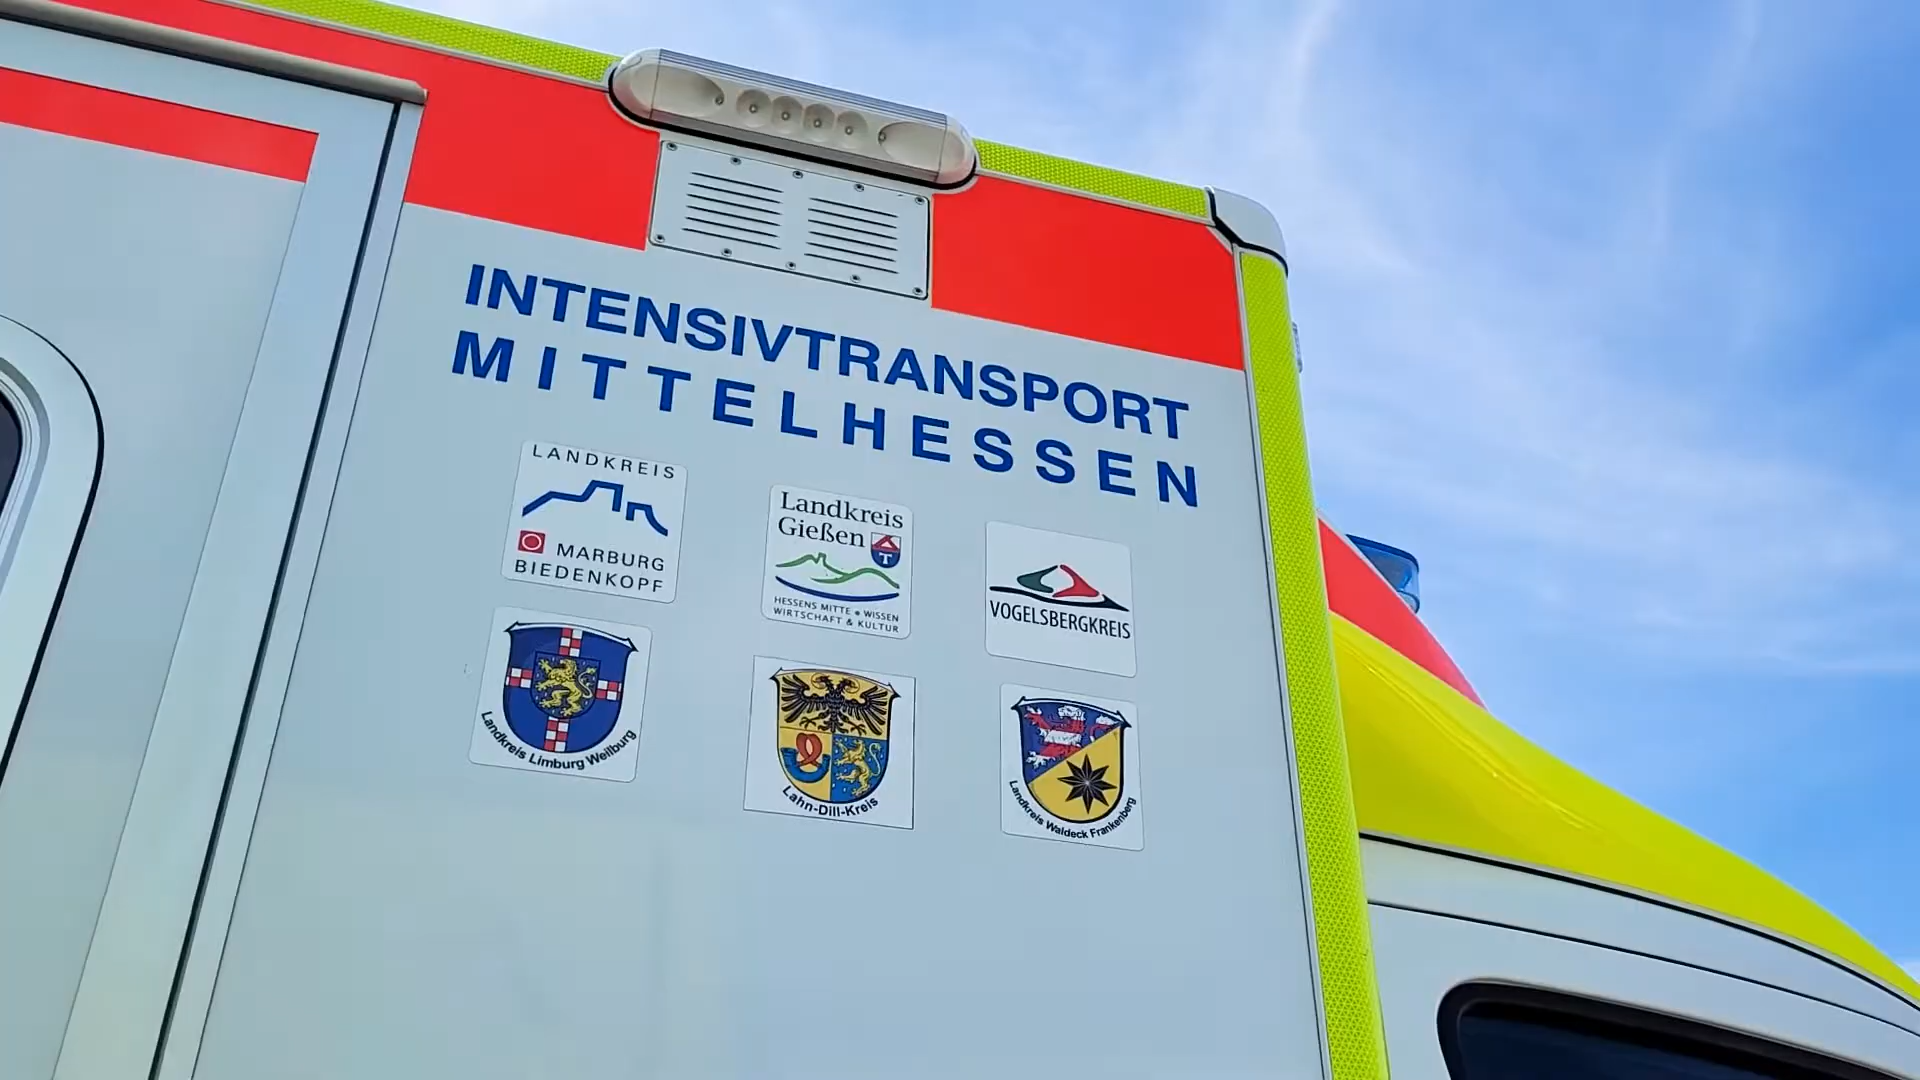 INTENSIVTRANSPORT
MITTELHESSEN
LANDKREIS
MARBURG
BIEDENKOPF
Landkreis
Gießen
HESSENS MITTE • WISSEN
WIRTSCHAFT & KULTUR
VOGELSBERGKREIS
Landkreis Limburg Weilburg
Lahn-Dill-Kreis
Landkreis Waldeck Frankenberg